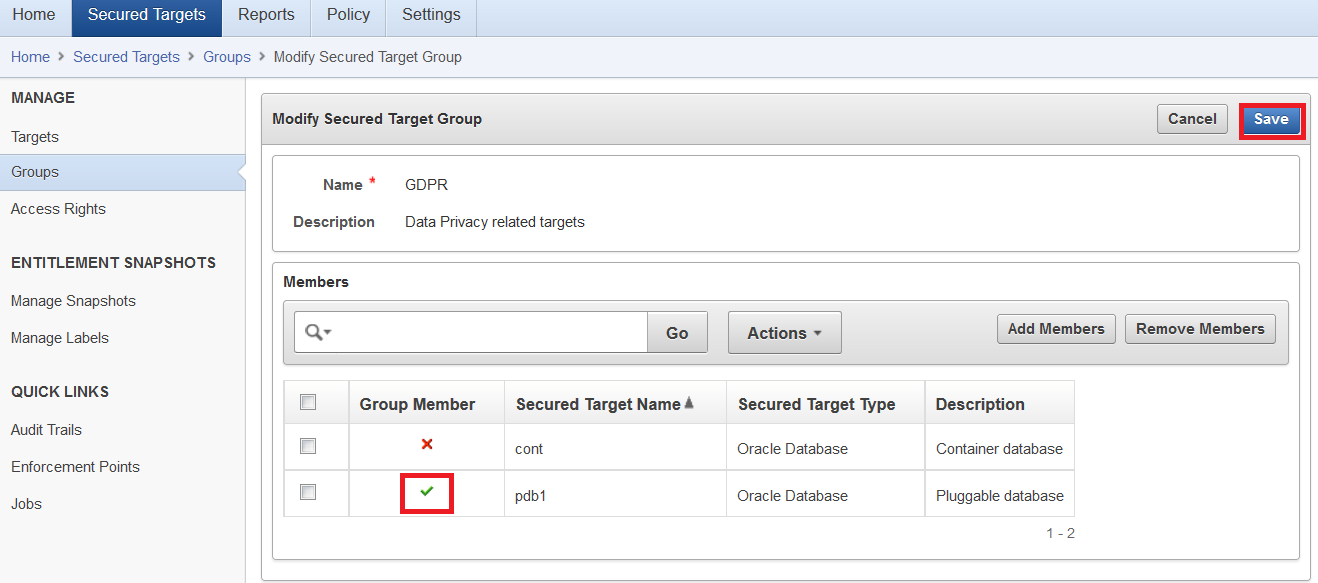 Home Secured Targets Reports Policy Settings
Home > Secured Targets > Groups > Modify Secured Target Group
MANAGE
Targets
Groups
Access Rights
ENTITLEMENT SNAPSHOTS
Manage Snapshots
Manage Labels
QUICK LINKS
Audit Trails
Enforcement Points
Jobs
Modify Secured Target Group Cancel Save
Name * GDPR
Description Data Privacy related targets
Members
Go Actions Add Members Remove Members
Group Member Secured Target Name Secured Target Type Description
cont Oracle Database Container database
pdb1 Oracle Database Pluggable database
1 - 2